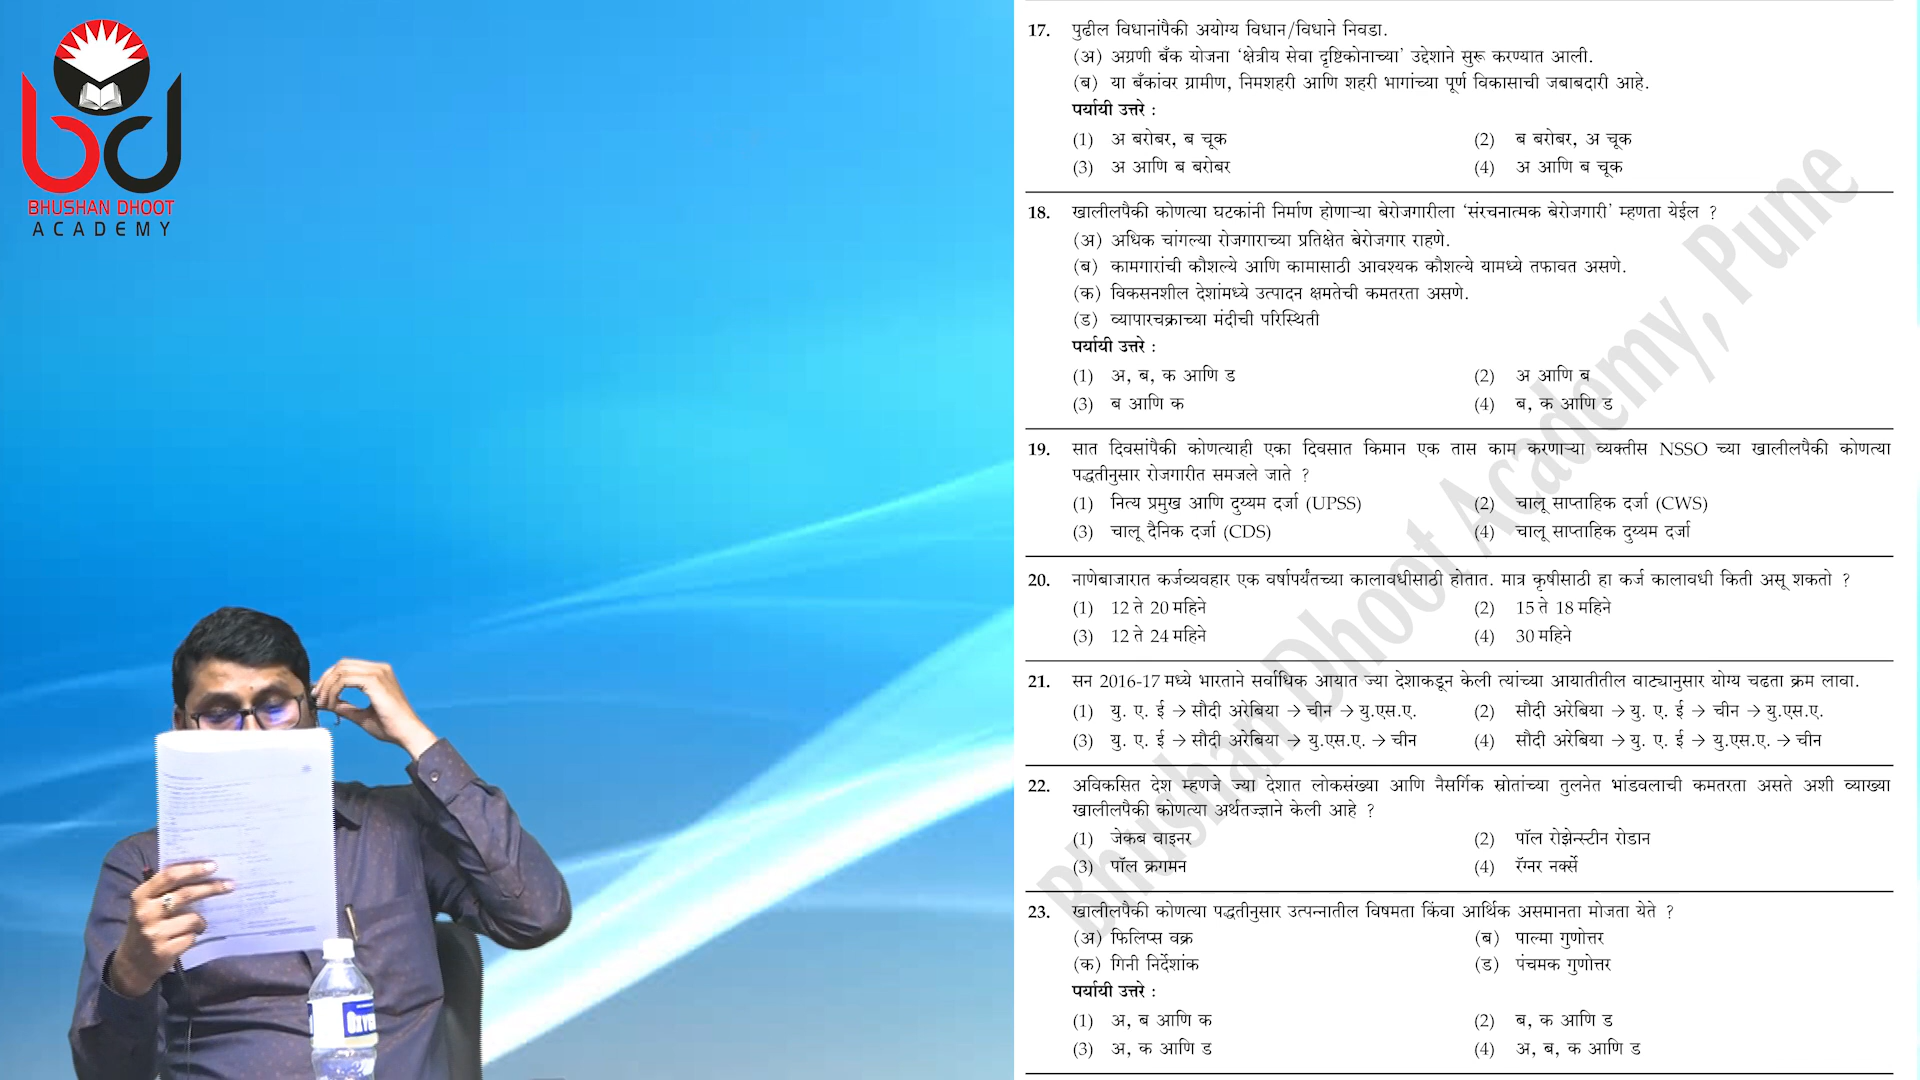 BHUSHAN DHOOT
ACADEMY
17. पुढील विधानांपैकी अयोग्य विधान/विधाने निवडा.
(अ) अग्रणी बँक योजना ‘क्षेत्रीय सेवा दृष्टिकोनाच्या’ उद्देशाने सुरू करण्यात आली.
(ब) या बँकांवर ग्रामीण, निमशहरी आणि शहरी भागांच्या पूर्ण विकासाची जबाबदारी आहे.
पर्यायी उत्तरे :
(1) अ बरोबर, ब चूक (2) ब बरोबर, अ चूक
(3) अ आणि ब बरोबर (4) अ आणि ब चूक
18. खालीलपैकी कोणत्या घटकांनी निर्माण होणाऱ्या बेरोजगारीला ‘संरचनात्मक बेरोजगारी’ म्हणता येईल ?
(अ) अधिक चांगल्या रोजगाराच्या प्रतिक्षेत बेरोजगार राहणे.
(ब) कामगारांची कौशल्ये आणि कामासाठी आवश्यक कौशल्ये यामध्ये तफावत असणे.
(क) विकसनशील देशांमध्ये उत्पादन क्षमतेची कमतरता असणे.
(ड) व्यापारचक्राच्या मंदीची परिस्थिती
पर्यायी उत्तरे :
(1) अ, ब, क आणि ड (2) अ आणि ब
(3) ब आणि क (4) ब, क आणि ड
19. सात दिवसांपैकी कोणत्याही एका दिवसात किमान एक तास काम करणाऱ्या व्यक्तीस NSSO च्या खालीलपैकी कोणत्या
पद्धतीनुसार रोजगारीत समजले जाते ?
(1) नित्य प्रमुख आणि दुय्यम दर्जा (UPSS) (2) चालू साप्ताहिक दर्जा (CWS)
(3) चालू दैनिक दर्जा (CDS) (4) चालू साप्ताहिक दुय्यम दर्जा
20. नाणेबाजारात कर्जव्यवहार एक वर्षापर्यंतच्या कालावधीसाठी होतात. मात्र कृषीसाठी हा कर्ज कालावधी किती असू शकतो ?
(1) 12 ते 20 महिने (2) 15 ते 18 महिने
(3) 12 ते 24 महिने (4) 30 महिने
21. सन 2016-17 मध्ये भारताने सर्वाधिक आयात ज्या देशाकडून केली त्यांच्या आयातीतील वाट्यानुसार योग्य चढता क्रम लावा.
(1) यु. ए. ई → सौदी अरेबिया → चीन → यु.एस.ए. (2) सौदी अरेबिया → यु. ए. ई → चीन → यु.एस.ए.
(3) यु. ए. ई → सौदी अरेबिया → यु.एस.ए. → चीन (4) सौदी अरेबिया → यु. ए. ई → यु.एस.ए. → चीन
22. अविकसित देश म्हणजे ज्या देशात लोकसंख्या आणि नैसर्गिक स्रोतांच्या तुलनेत भांडवलाची कमतरता असते अशी व्याख्या
खालीलपैकी कोणत्या अर्थतज्ज्ञाने केली आहे ?
(1) जेकब वाइनर (2) पॉल रोझेन्स्टीन रोडान
(3) पॉल क्रगमन (4) रॅग्नर नर्क्से
23. खालीलपैकी कोणत्या पद्धतीनुसार उत्पन्नातील विषमता किंवा आर्थिक असमानता मोजता येते ?
(अ) फिलिप्स वक्र (ब) पाल्मा गुणोत्तर
(क) गिनी निर्देशांक (ड) पंचमक गुणोत्तर
पर्यायी उत्तरे :
(1) अ, ब आणि क (2) ब, क आणि ड
(3) अ, क आणि ड (4) अ, ब, क आणि ड
Bhushan Dhoot Academy, Pune